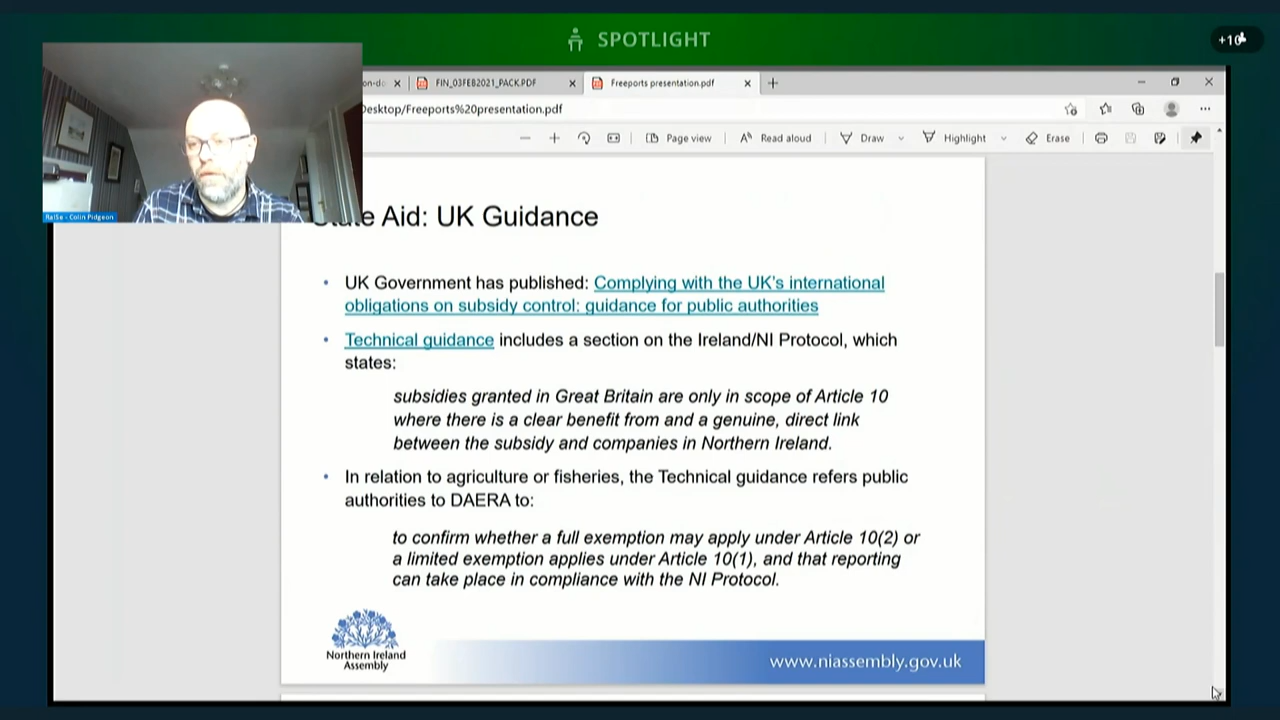 SPOTLIGHT
+10
FIN_03FEB2021_PACK.PDF
Freeports presentation.pdf
Desktop/Freeports%20presentation.pdf
Page view
Read aloud
Draw
Highlight
Erase
RaISe - Colin Pidgeon
Aid: UK Guidance
• UK Government has published: Complying with the UK's international
obligations on subsidy control: guidance for public authorities
• Technical guidance includes a section on the Ireland/NI Protocol, which
states:
subsidies granted in Great Britain are only in scope of Article 10
where there is a clear benefit from and a genuine, direct link
between the subsidy and companies in Northern Ireland.
• In relation to agriculture or fisheries, the Technical guidance refers public
authorities to DAERA to:
to confirm whether a full exemption may apply under Article 10(2) or
a limited exemption applies under Article 10(1), and that reporting
can take place in compliance with the NI Protocol.
Northern Ireland
Assembly
www.niassembly.gov.uk